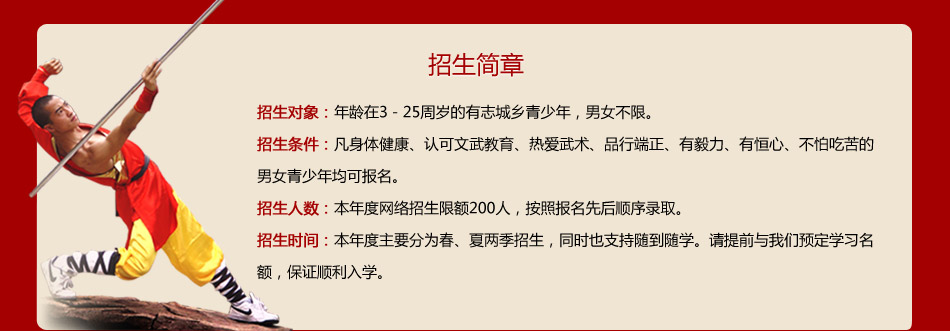 招生简章
招生对象：年龄在3－25周岁的有志城乡青少年，男女不限。
招生条件：凡身体健康、认可文武教育、热爱武术、品行端正、有毅力、有恒心、不怕吃苦的
男女青少年均可报名。
招生人数：本年度网络招生限额200人，按照报名先后顺序录取。
招生时间：本年度主要分为春、夏两季招生，同时也支持随到随学。请提前与我们预定学习名
额，保证顺利入学。